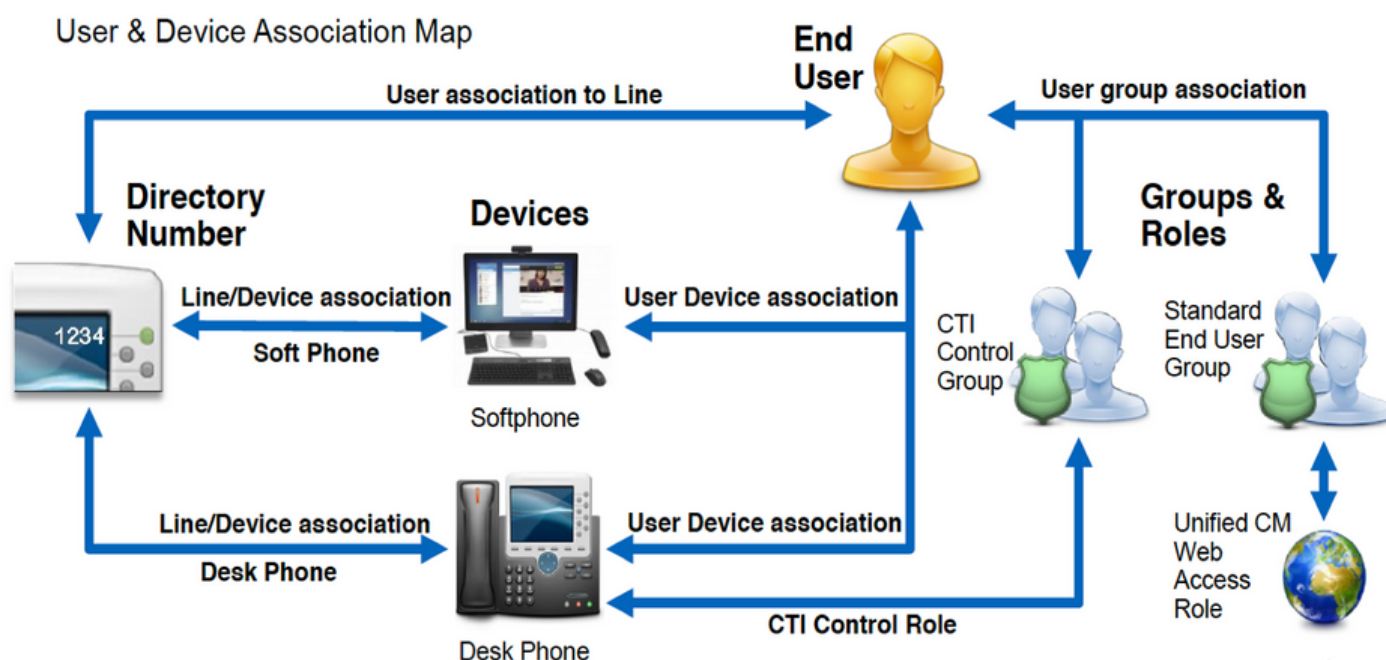 User & Device Association Map
End
User
User association to Line
User group association
Directory
Number
Devices
Groups &
Roles
1234
Line/Device association
Soft Phone
User Device association
Softphone
CTI
Control
Group
Standard
End User
Group
Line/Device association
Desk Phone
User Device association
Unified CM
Web
Access
Role
CTI Control Role
Desk Phone